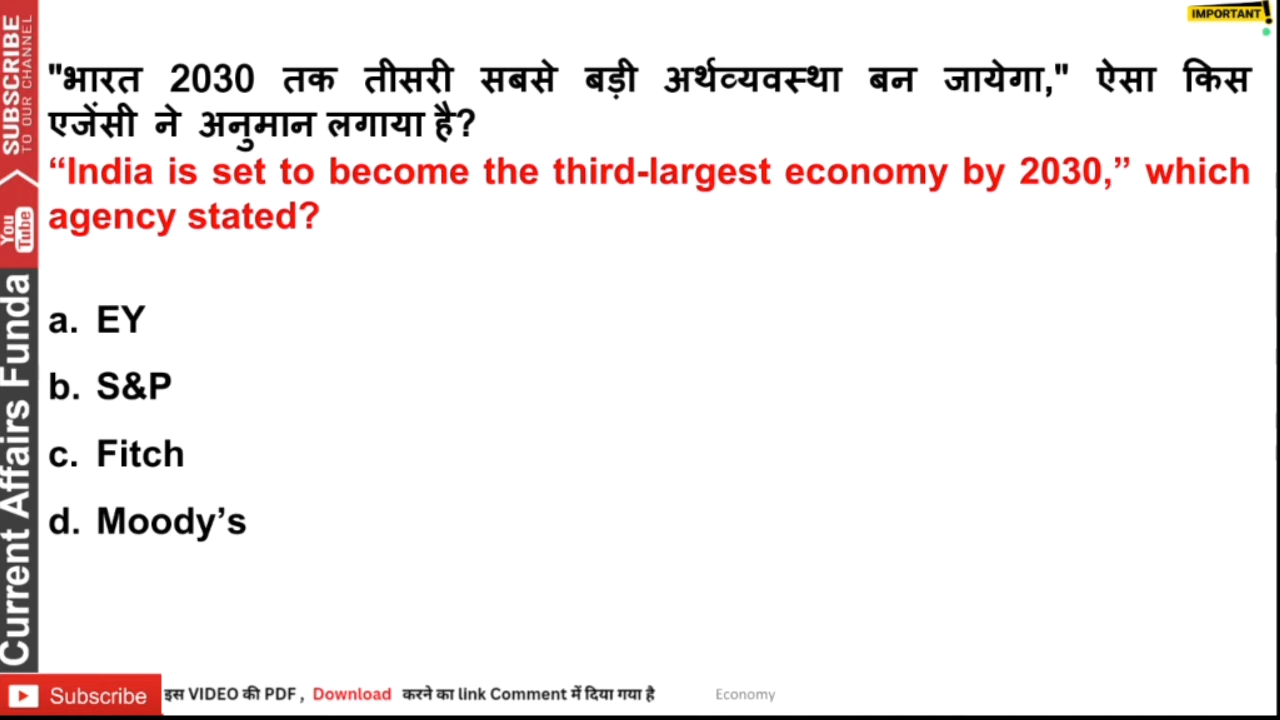 IMPORTANT !
SUBSCRIBE
TO OUR CHANNEL
You
Tube
Current Affairs Funda
"भारत 2030 तक तीसरी सबसे बड़ी अर्थव्यवस्था बन जायेगा," ऐसा किस
एजेंसी ने अनुमान लगाया है?
“India is set to become the third-largest economy by 2030,” which
agency stated?
a. EY
b. S&P
c. Fitch
d. Moody’s
Subscribe इस VIDEO की PDF , Download करने का link Comment में दिया गया है Economy